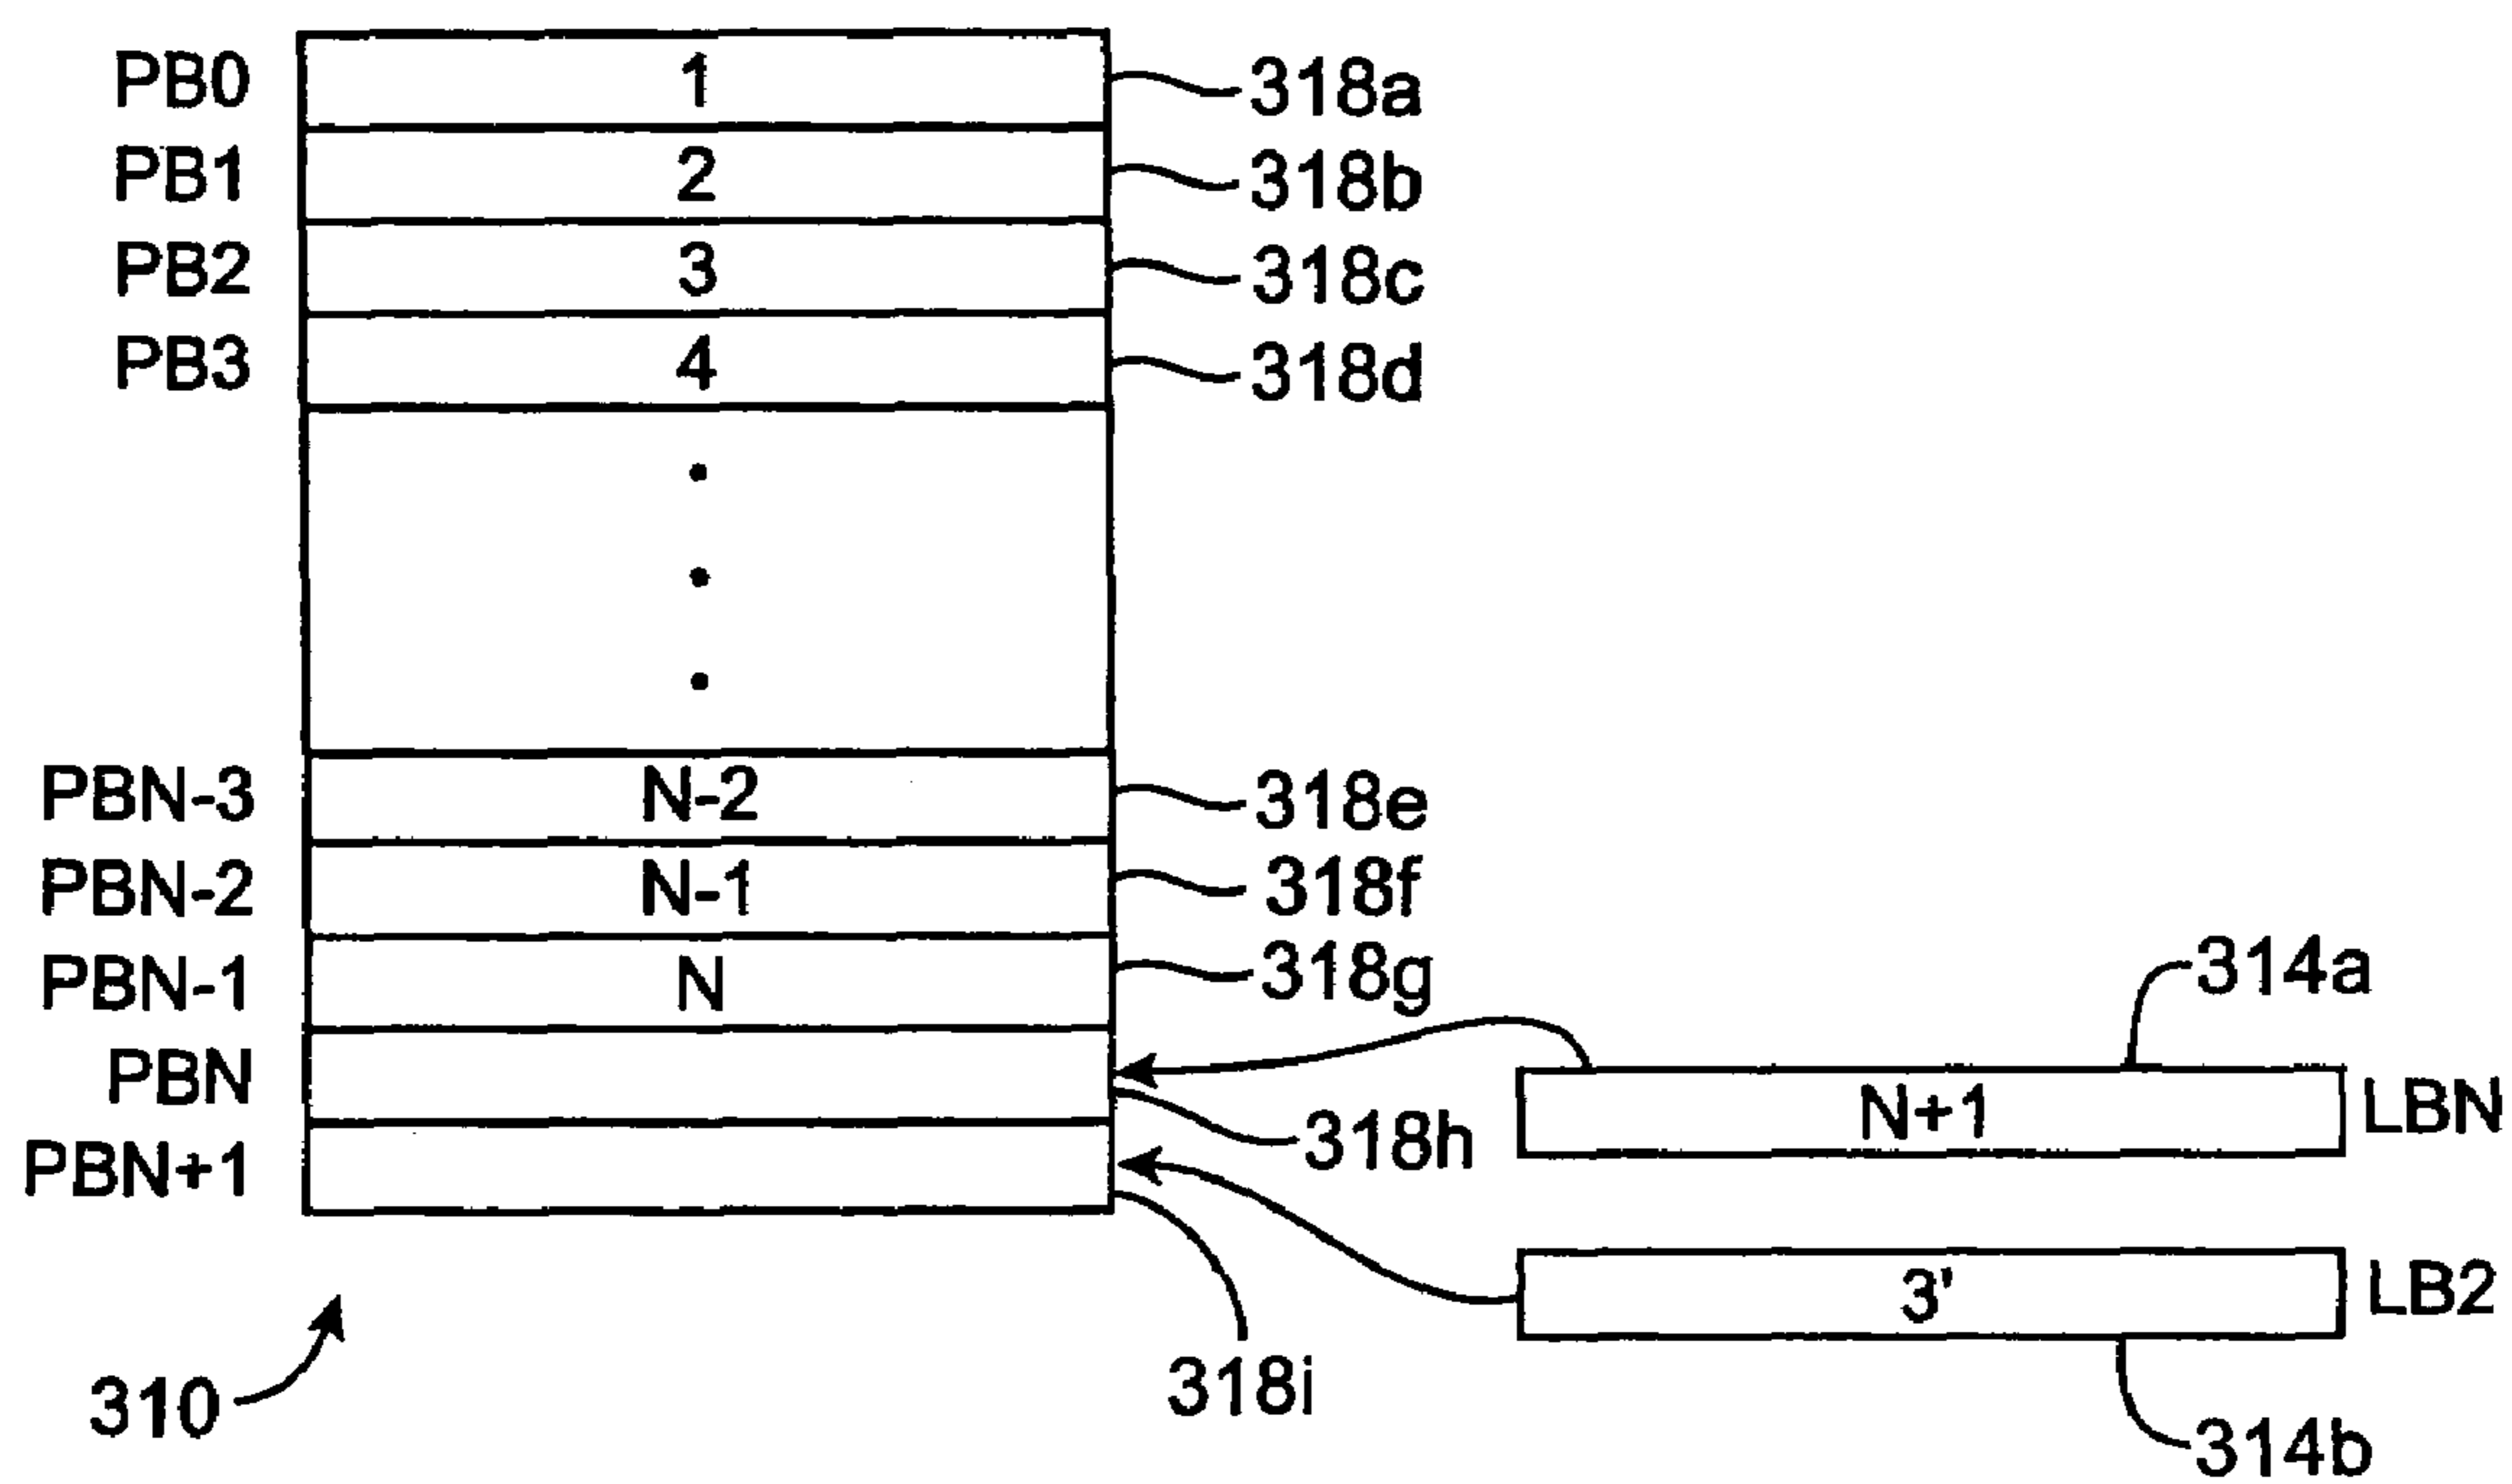 PB0 1 318a
PB1 2 318b
PB2 3 318c
PB3 4 318d
PBN-3 N-2 318e
PBN-2 N-1 318f
PBN-1 N 318g
314a
PBN N+1 LBN
318h
PBN+1
3' LB2
318i
310
314b